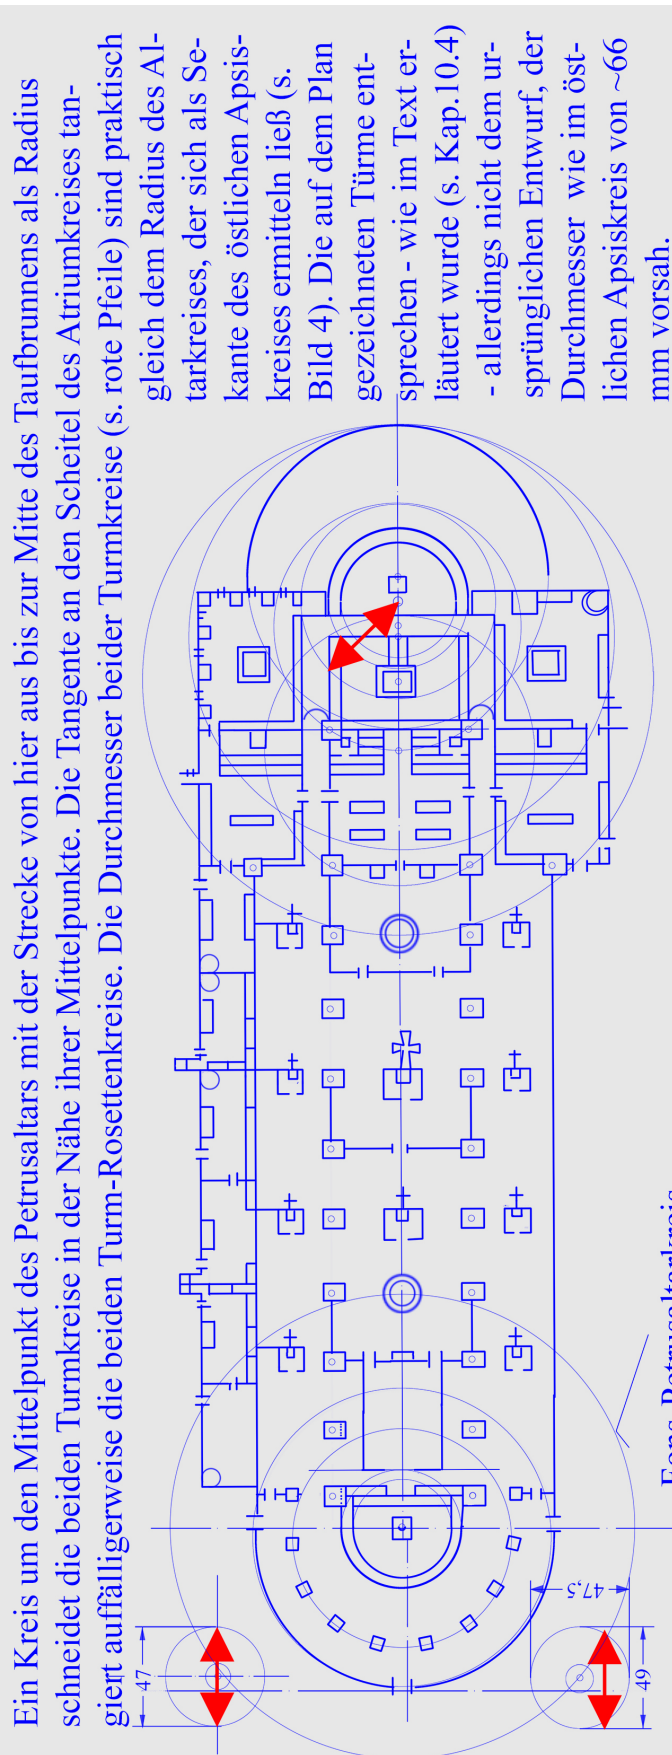 Ein Kreis um den Mittelpunkt des Petrusaltars mit der Strecke von hier aus bis zur Mitte des Taufbrunnens als Radius
schneidet die beiden Turmkreise in der Nähe ihrer Mittelpunkte. Die Tangente an den Scheitel des Atriumkreises tan-
giert auffälligerweise die beiden Turm-Rosettenkreise. Die Durchmesser beider Turmkreise (s. rote Pfeile) sind praktisch
gleich dem Radius des Al-
tarkreises, der sich als Se-
kante des östlichen Apsis-
kreises ermitteln ließ (s.
Bild 4). Die auf dem Plan
gezeichneten Türme ent-
sprechen - wie im Text er-
läutert wurde (s. Kap.10.4)
- allerdings nicht dem ur-
sprünglichen Entwurf, der
Durchmesser wie im öst-
lichen Apsiskreis von ~66
mm vorsah.
47
47,5
49